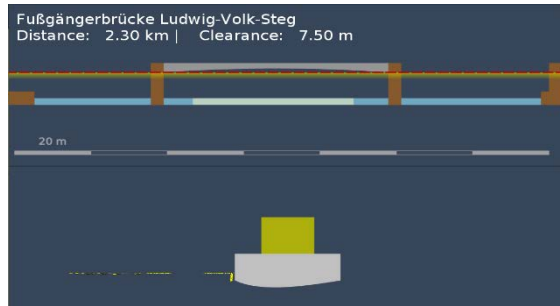 Fußgängerbrücke Ludwig-Volk-Steg
Distance: 2.30 km | Clearance: 7.50 m
20 m